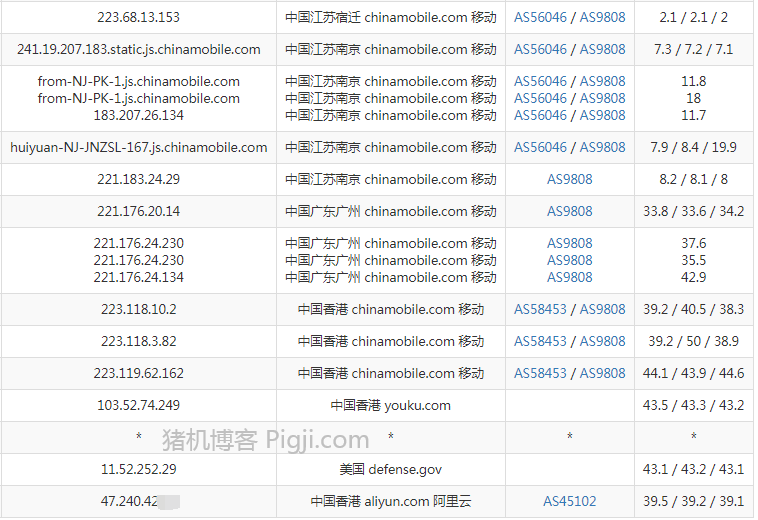 223.68.13.153 中国江苏宿迁 chinamobile.com 移动 AS56046 / AS9808 2.1 / 2.1 / 2
241.19.207.183.static.js.chinamobile.com 中国江苏南京 chinamobile.com 移动 AS56046 / AS9808 7.3 / 7.2 / 7.1
from-NJ-PK-1.js.chinamobile.com 中国江苏南京 chinamobile.com 移动 AS56046 / AS9808 11.8
from-NJ-PK-1.js.chinamobile.com 中国江苏南京 chinamobile.com 移动 AS56046 / AS9808 18
183.207.26.134 中国江苏南京 chinamobile.com 移动 AS56046 / AS9808 11.7
huiyuan-NJ-JNZSL-167.js.chinamobile.com 中国江苏南京 chinamobile.com 移动 AS56046 / AS9808 7.9 / 8.4 / 19.9
221.183.24.29 中国江苏南京 chinamobile.com 移动 AS9808 8.2 / 8.1 / 8
221.176.20.14 中国广东广州 chinamobile.com 移动 AS9808 33.8 / 33.6 / 34.2
221.176.24.230 中国广东广州 chinamobile.com 移动 AS9808 37.6
221.176.24.230 中国广东广州 chinamobile.com 移动 AS9808 35.5
221.176.24.134 中国广东广州 chinamobile.com 移动 AS9808 42.9
223.118.10.2 中国香港 chinamobile.com 移动 AS58453 / AS9808 39.2 / 40.5 / 38.3
223.118.3.82 中国香港 chinamobile.com 移动 AS58453 / AS9808 39.2 / 50 / 38.9
223.119.62.162 中国香港 chinamobile.com 移动 AS58453 / AS9808 44.1 / 43.9 / 44.6
103.52.74.249 中国香港 youku.com 43.5 / 43.3 / 43.2
* * * *
猪机博客 Pigji.com
11.52.252.29 美国 defense.gov 43.1 / 43.2 / 43.1
47.240.42 中国香港 aliyun.com 阿里云 AS45102 39.5 / 39.2 / 39.1